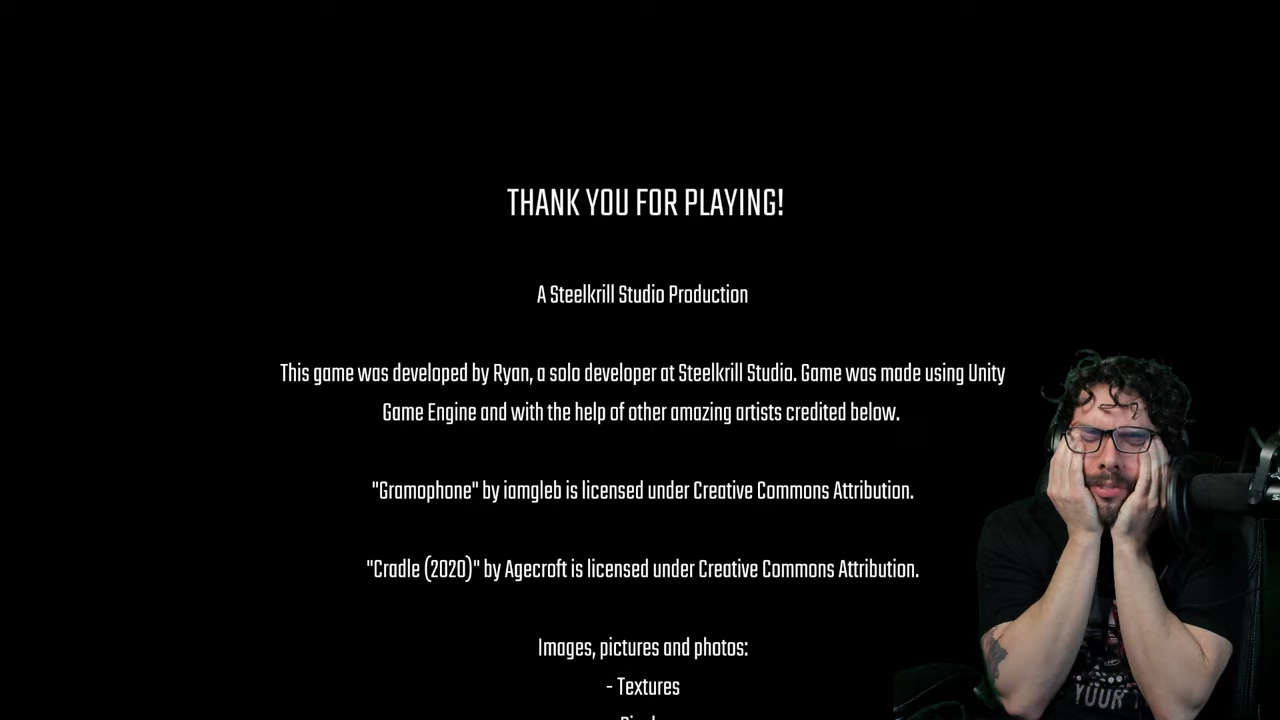 THANK YOU FOR PLAYING!
A Steelkrill Studio Production
This game was developed by Ryan, a solo developer at Steelkrill Studio. Game was made using Unity
Game Engine and with the help of other amazing artists credited below.
"Gramophone" by iamgleb is licensed under Creative Commons Attribution.
"Cradle (2020)" by Agecroft is licensed under Creative Commons Attribution.
Images, pictures and photos:
- Textures
YOUR